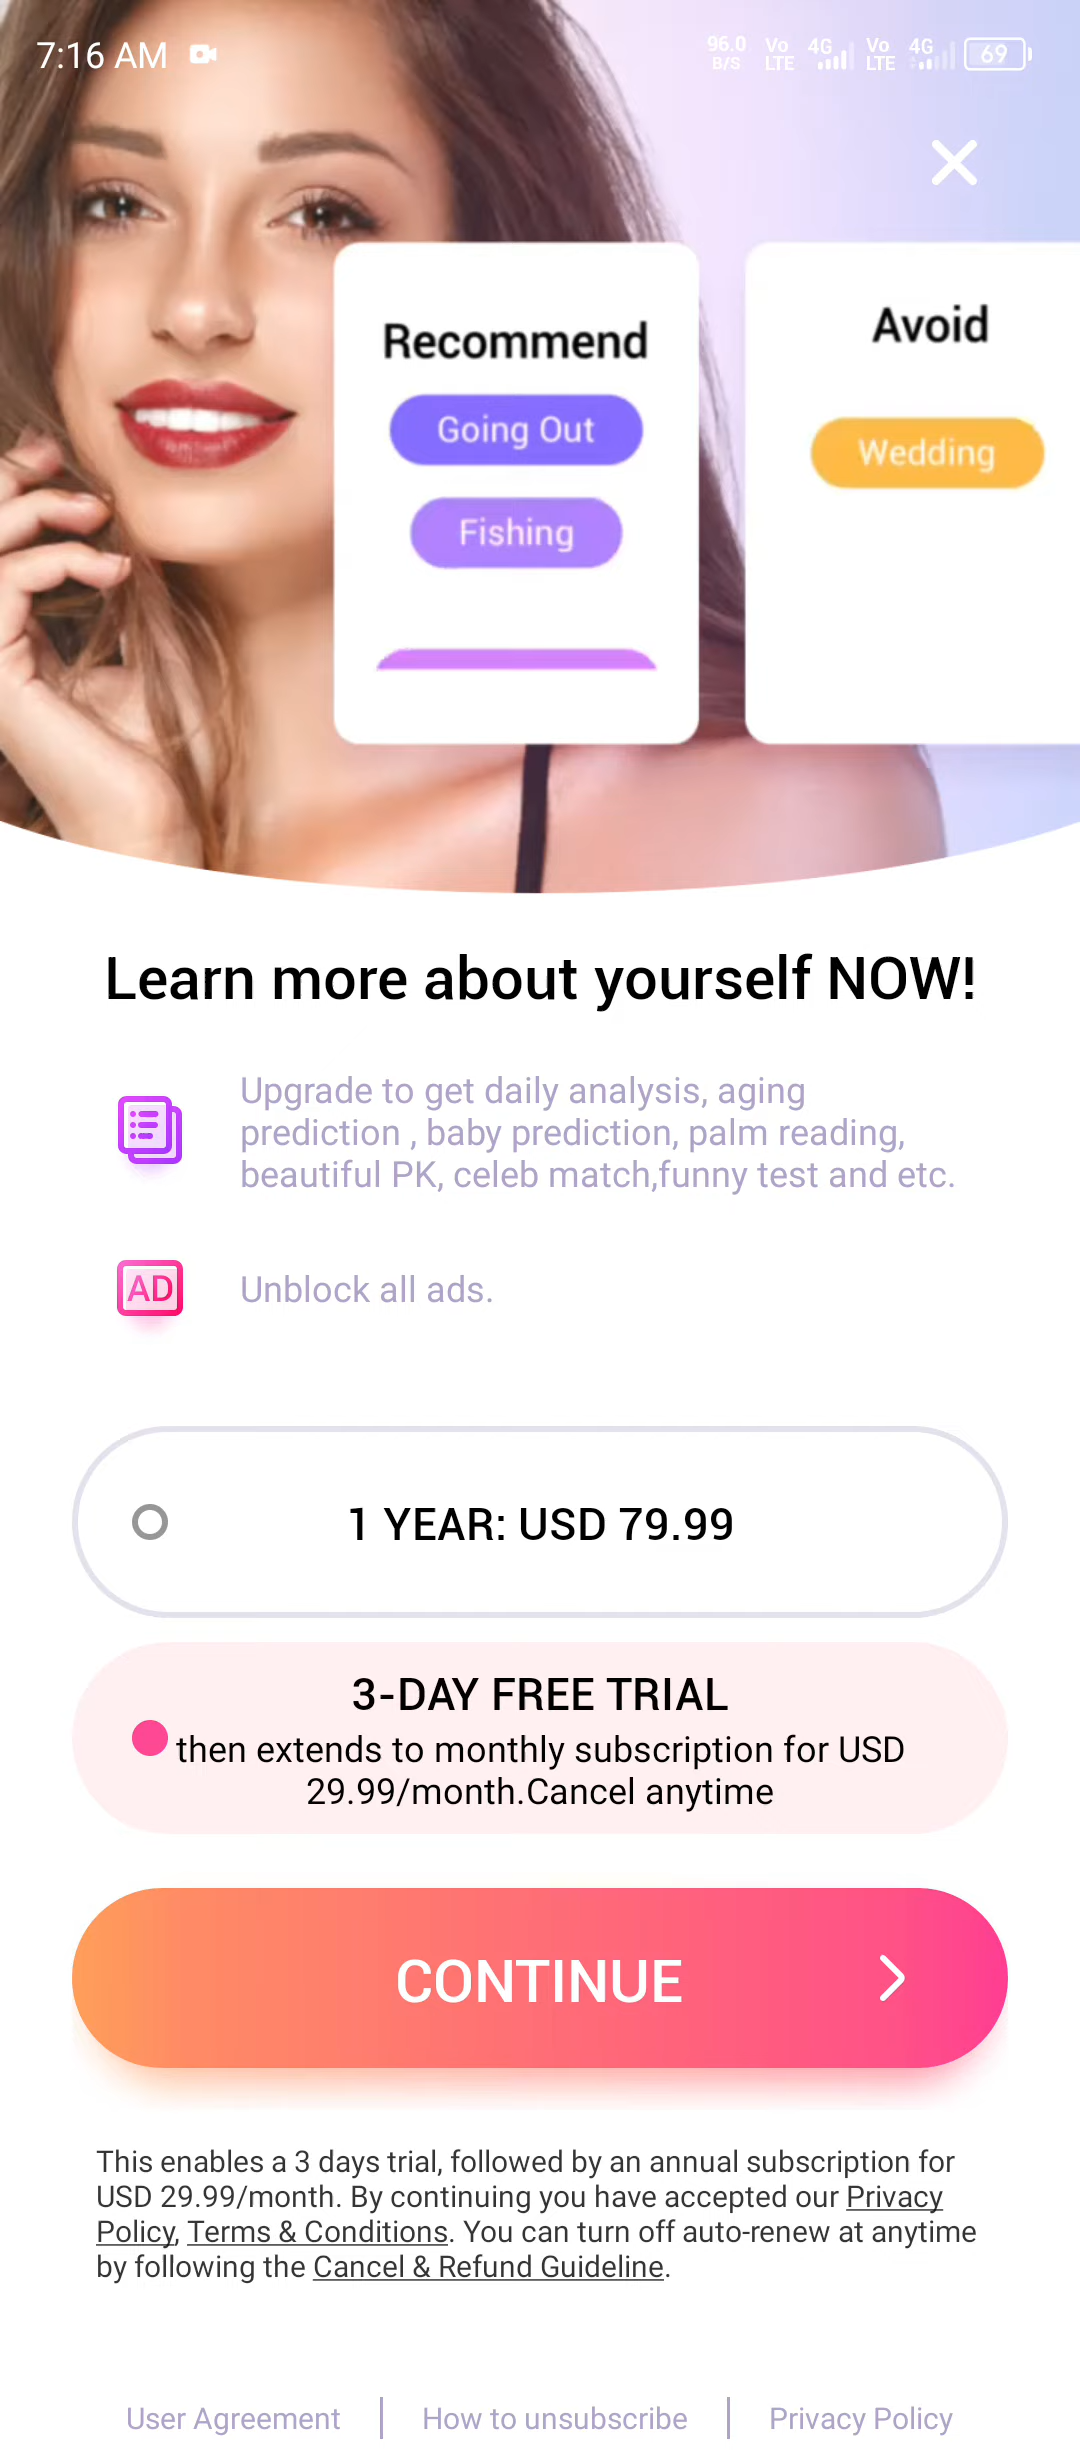 7:16 AM
96.0 B/S Vo LTE 4G Vo LTE 4G 69
Recommend
Going Out
Fishing
Avoid
Wedding
Learn more about yourself NOW!
Upgrade to get daily analysis, aging
prediction , baby prediction, palm reading,
beautiful PK, celeb match,funny test and etc.
AD
Unblock all ads.
1 YEAR: USD 79.99
3-DAY FREE TRIAL
then extends to monthly subscription for USD
29.99/month.Cancel anytime
CONTINUE
This enables a 3 days trial, followed by an annual subscription for
USD 29.99/month. By continuing you have accepted our Privacy
Policy, Terms & Conditions. You can turn off auto-renew at anytime
by following the Cancel & Refund Guideline.
User Agreement
How to unsubscribe
Privacy Policy